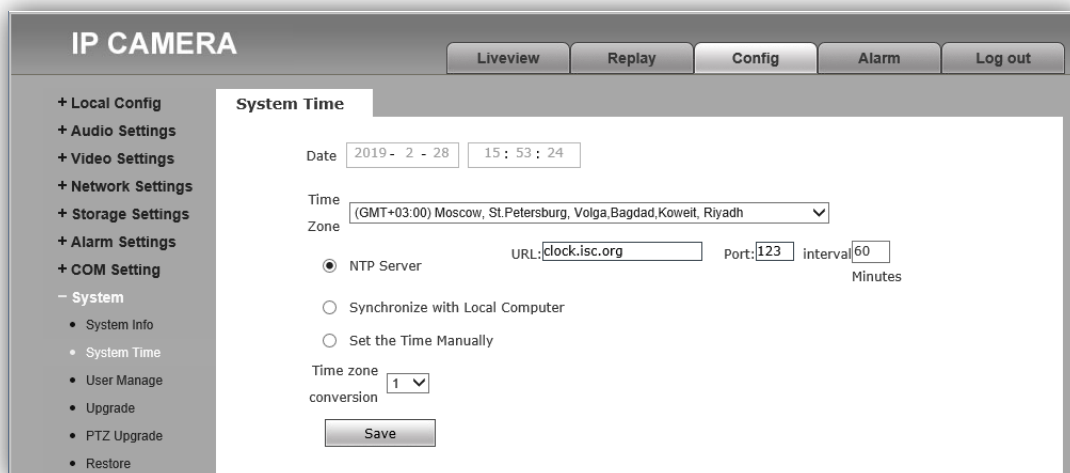 IP CAMERA
Liveview Replay Config Alarm Log out
+ Local Config
+ Audio Settings
+ Video Settings
+ Network Settings
+ Storage Settings
+ Alarm Settings
+ COM Setting
− System
• System Info
• System Time
• User Manage
• Upgrade
• PTZ Upgrade
• Restore
System Time
Date 2019 - 2 - 28 15 : 53 : 24
Time
Zone
(GMT+03:00) Moscow, St.Petersburg, Volga,Bagdad,Koweit, Riyadh
NTP Server URL:clock.isc.org Port:123 interval60
Minutes
Synchronize with Local Computer
Set the Time Manually
Time zone
conversion 1
Save